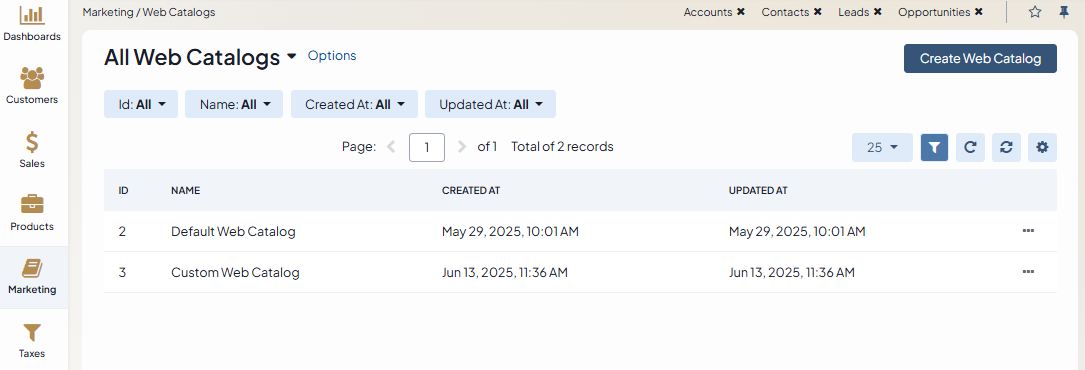 Marketing / Web Catalogs
Accounts ✖ Contacts ✖ Leads ✖ Opportunities ✖
Dashboards
Customers
Sales
Products
Marketing
Taxes
All Web Catalogs Options
Create Web Catalog
Id: All Name: All Created At: All Updated At: All
Page: 1 of 1 Total of 2 records
25
ID NAME CREATED AT UPDATED AT
2 Default Web Catalog May 29, 2025, 10:01 AM May 29, 2025, 10:01 AM
3 Custom Web Catalog Jun 13, 2025, 11:36 AM Jun 13, 2025, 11:36 AM